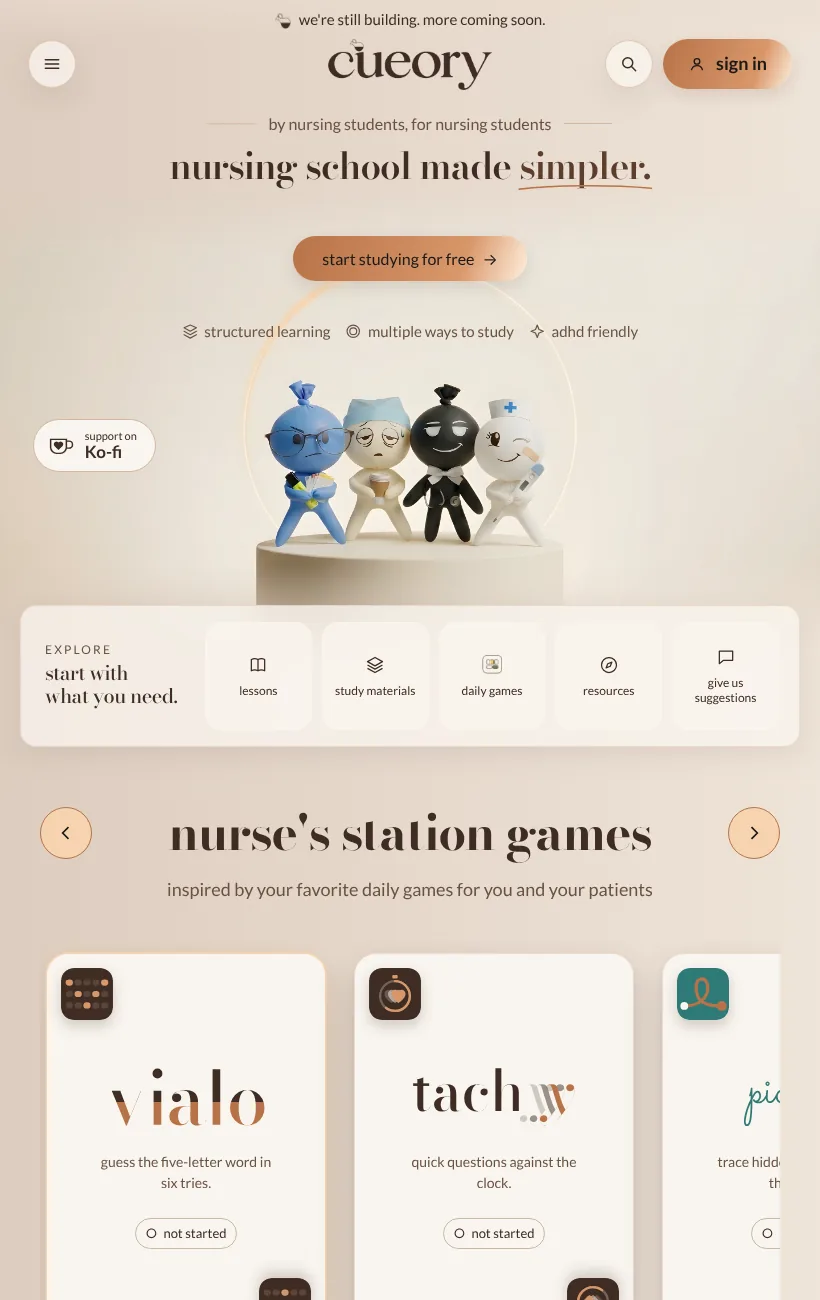 we're still building. more coming soon.
cueory
sign in
by nursing students, for nursing students
nursing school made simpler.
start studying for free →
structured learning
multiple ways to study
adhd friendly
support on
Ko-fi
EXPLORE
start with
what you need.
lessons
study materials
daily games
resources
give us
suggestions
nurse's station games
inspired by your favorite daily games for you and your patients
vialo
guess the five-letter word in
six tries.
not started
tachy
quick questions against the
clock.
not started
trace